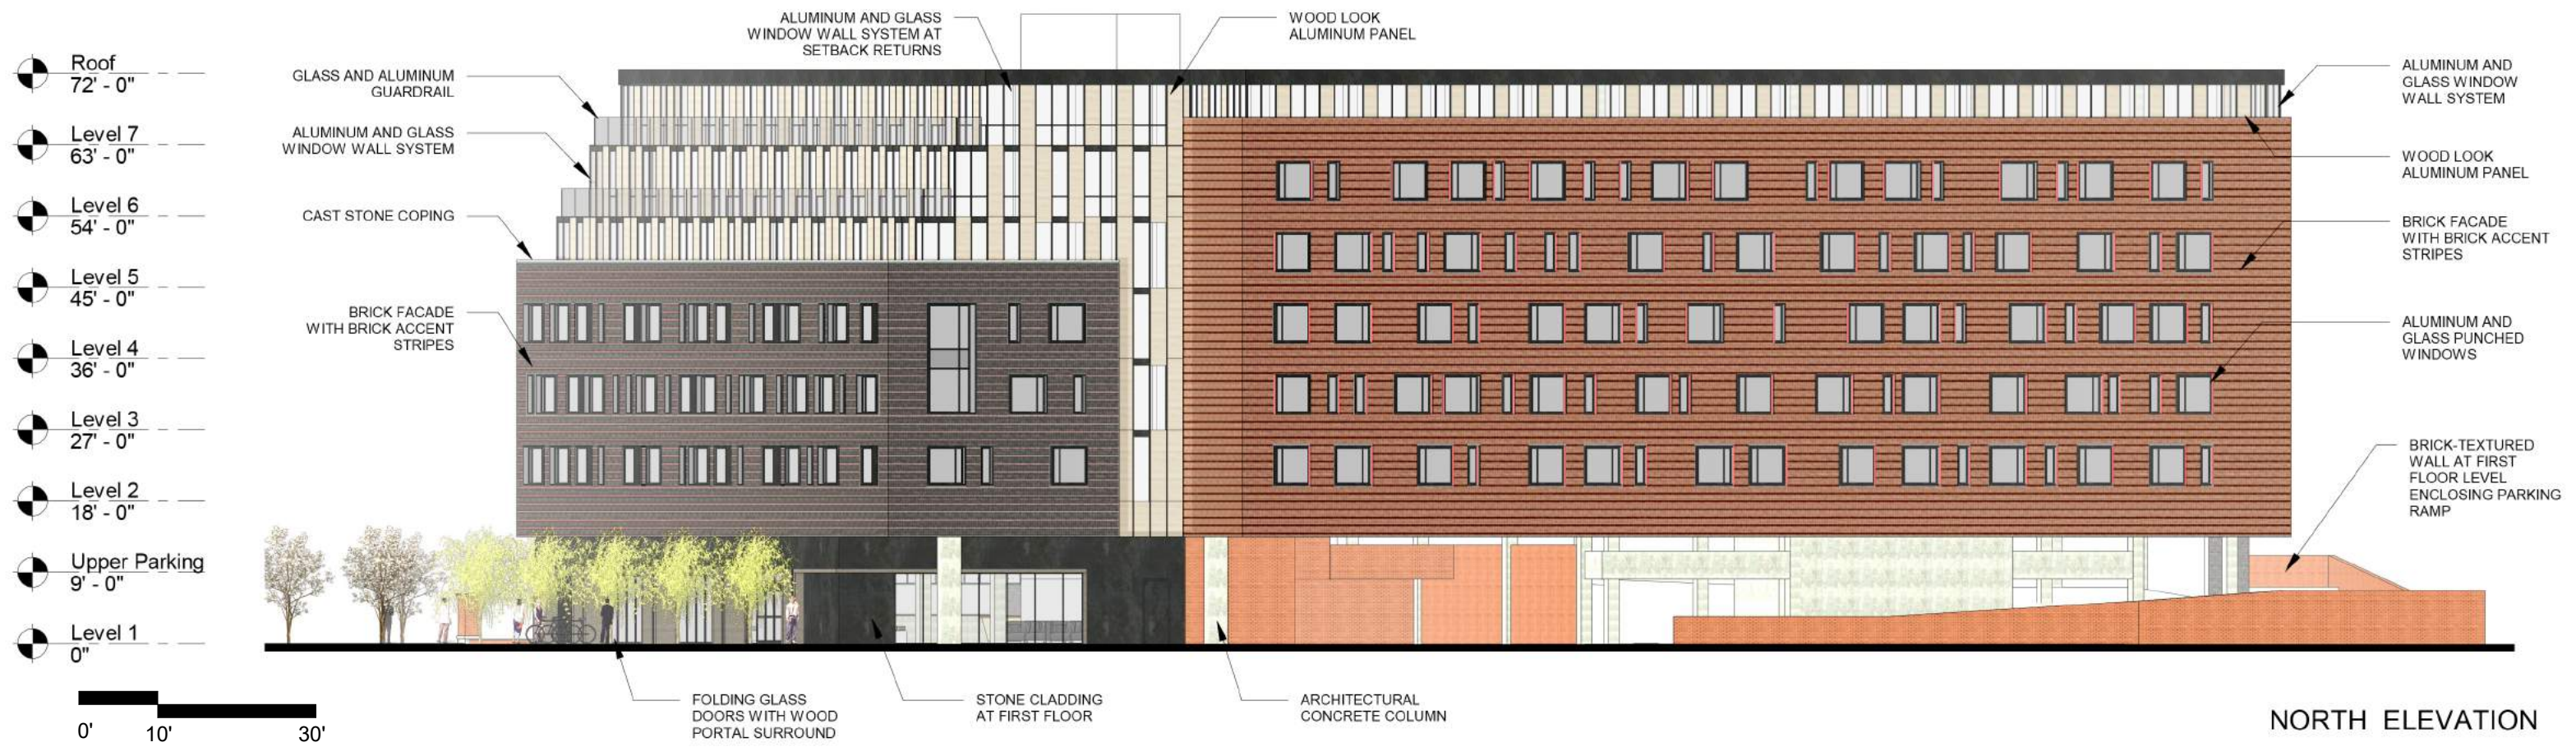 Roof
72' - 0"
Level 7
63' - 0"
Level 6
54' - 0"
Level 5
45' - 0"
Level 4
36' - 0"
Level 3
27' - 0"
Level 2
18' - 0"
Upper Parking
9' - 0"
Level 1
0"
0'
10'
30'
GLASS AND ALUMINUM
GUARDRAIL
ALUMINUM AND GLASS
WINDOW WALL SYSTEM
CAST STONE COPING
BRICK FACADE
WITH BRICK ACCENT
STRIPES
ALUMINUM AND GLASS
WINDOW WALL SYSTEM AT
SETBACK RETURNS
WOOD LOOK
ALUMINUM PANEL
ALUMINUM AND
GLASS WINDOW
WALL SYSTEM
WOOD LOOK
ALUMINUM PANEL
BRICK FACADE
WITH BRICK ACCENT
STRIPES
ALUMINUM AND
GLASS PUNCHED
WINDOWS
BRICK-TEXTURED
WALL AT FIRST
FLOOR LEVEL
ENCLOSING PARKING
RAMP
FOLDING GLASS
DOORS WITH WOOD
PORTAL SURROUND
STONE CLADDING
AT FIRST FLOOR
ARCHITECTURAL
CONCRETE COLUMN
NORTH ELEVATION